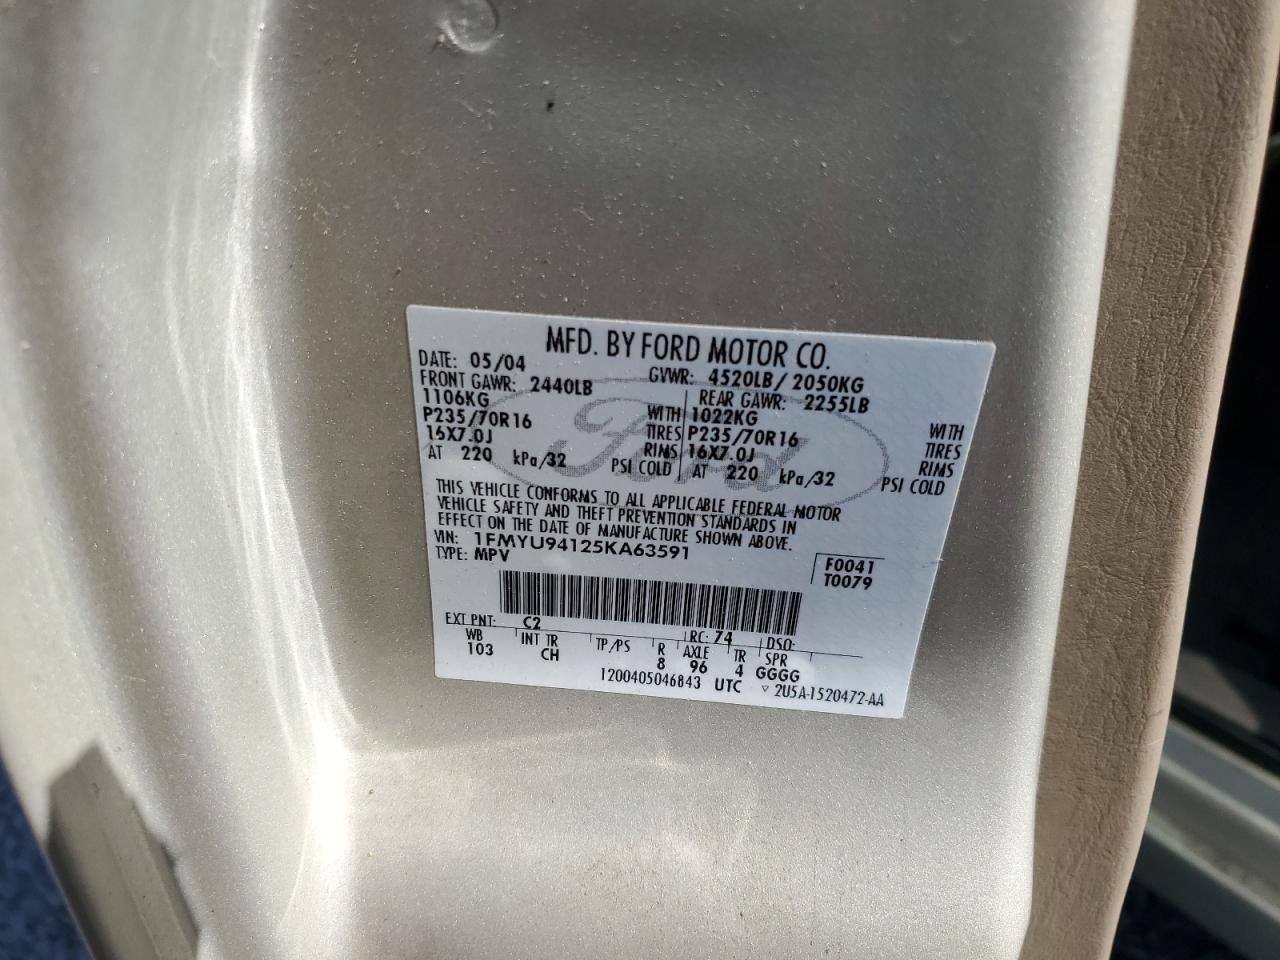 MFD. BY FORD MOTOR CO.
DATE: 05/04 GVWR: 4520LB/2050KG
FRONT GAWR: 2440LB REAR GAWR: 2255LB
1106KG WITH 1022KG WITH
P235/70R16 TIRES P235/70R16 TIRES
16X7.0J RIMS 16X7.0J RIMS
AT 220 kPa/32 PSI COLD AT 220 kPa/32 PSI COLD
Ford
THIS VEHICLE CONFORMS TO ALL APPLICABLE FEDERAL MOTOR
VEHICLE SAFETY AND THEFT PREVENTION STANDARDS IN
EFFECT ON THE DATE OF MANUFACTURE SHOWN ABOVE.
VIN: 1FMYU94125KA63591
TYPE: MPV
F0041
T0079
EXT PNT: C2 RC: 74 DSO:
WB INT TR TP/PS R AXLE TR SPR
103 CH 8 96 4 GGGG
1200405046843 UTC ▽ 2U5A-1520472-AA